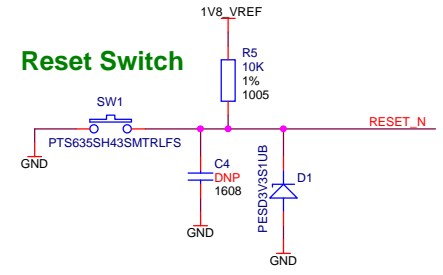 1V8_VREF
Reset Switch
R5
10K
1%
1005
SW1
RESET_N
PTS635SH43SMTRLFS
GND
C4
DNP
1608
PESD3V3S1UB
D1
GND
GND